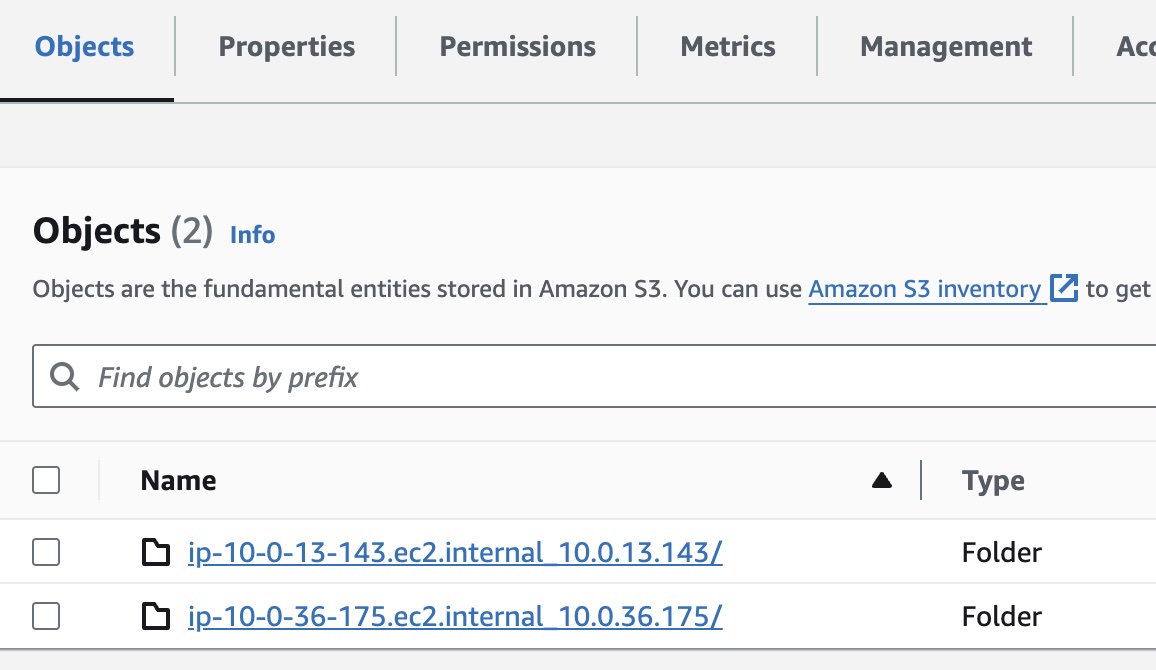 Objects Properties Permissions Metrics Management
Objects (2) Info
Objects are the fundamental entities stored in Amazon S3. You can use Amazon S3 inventory to get
Find objects by prefix
Name Type
ip-10-0-13-143.ec2.internal_10.0.13.143/ Folder
ip-10-0-36-175.ec2.internal_10.0.36.175/ Folder